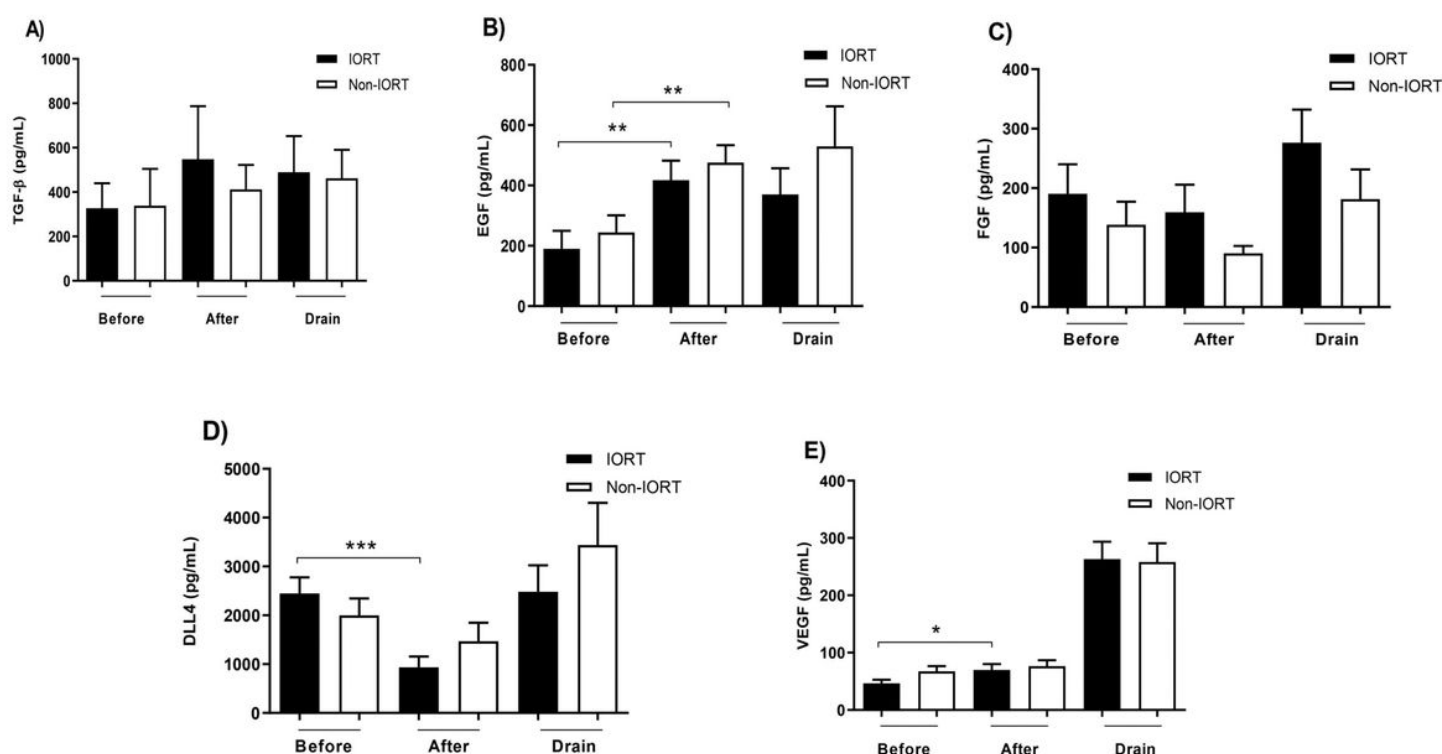 A)
IORT
Non-IORT
TGF-β (pg/mL)
1000
800
600
400
200
0
Before After Drain
B)
IORT
Non-IORT
EGF (pg/mL)
800
600
400
200
0
**
**
Before After Drain
C)
IORT
Non-IORT
FGF (pg/mL)
400
300
200
100
0
Before After Drain
D)
IORT
Non-IORT
DLL4 (pg/mL)
5000
4000
3000
2000
1000
0
***
Before After Drain
E)
IORT
Non-IORT
VEGF (pg/mL)
400
300
200
100
0
*
Before After Drain